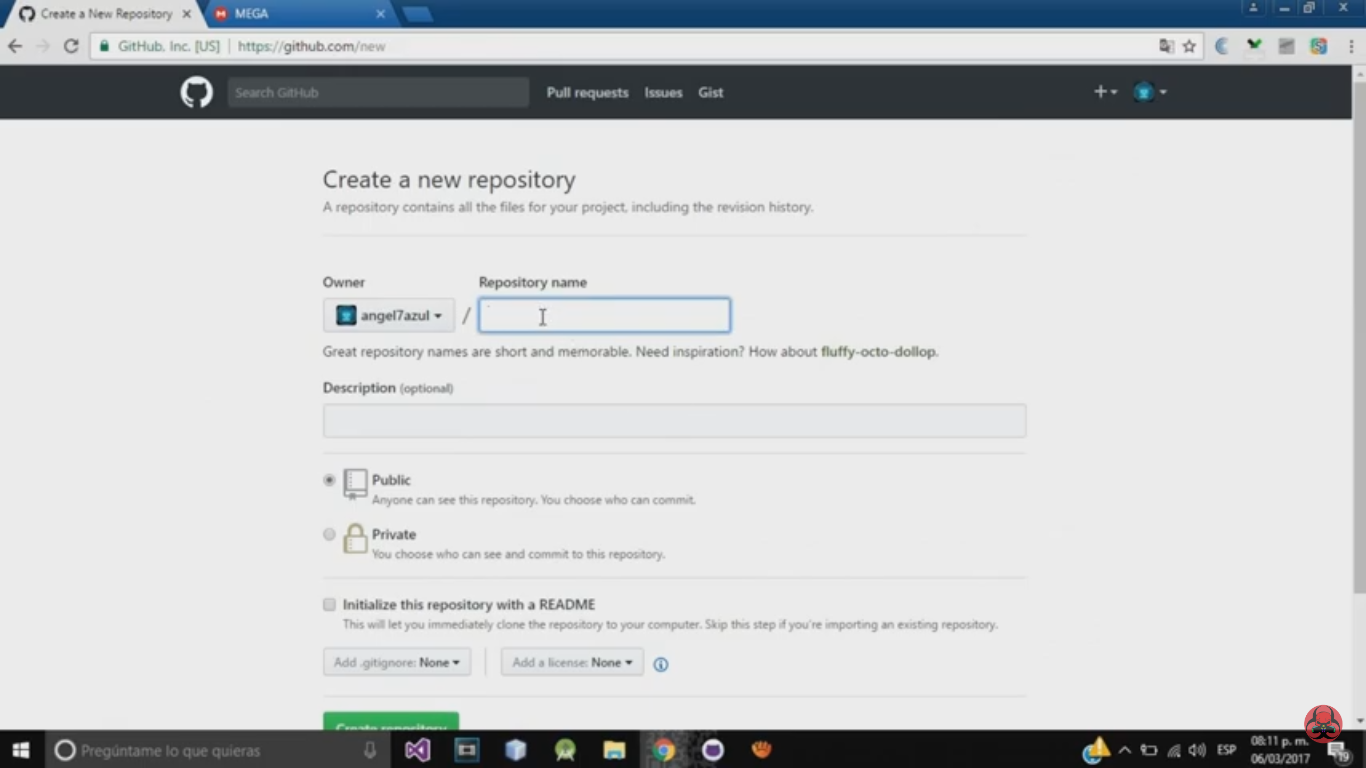 Create a New Repository
MEGA
GitHub, Inc. [US] | https://github.com/new
Search GitHub
Pull requests Issues Gist
Create a new repository
A repository contains all the files for your project, including the revision history.
Owner Repository name
angel7azul /
Great repository names are short and memorable. Need inspiration? How about fluffy-octo-dollop.
Description (optional)
Public
Anyone can see this repository. You choose who can commit.
Private
You choose who can see and commit to this repository.
Initialize this repository with a README
This will let you immediately clone the repository to your computer. Skip this step if you're importing an existing repository.
Add .gitignore: None Add a license: None
Create repository
Pregúntame lo que quieras
ESP
08:11 p. m.
06/03/2017
19